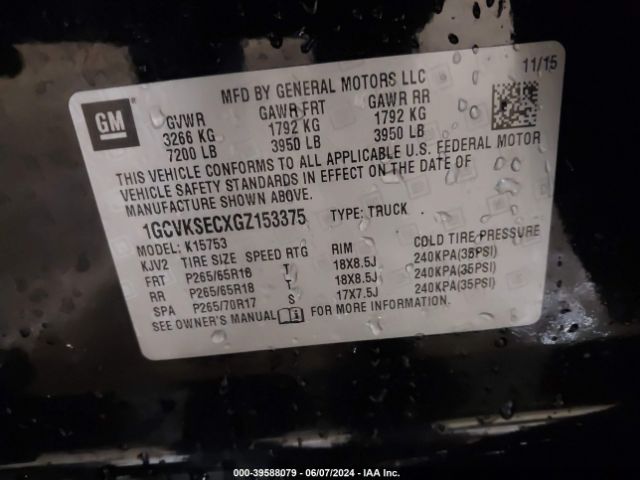 MFD BY GENERAL MOTORS LLC 11/15
GM GVWR GAWR FRT GAWR RR
3266 KG 1792 KG 1792 KG
7200 LB 3950 LB 3950 LB
THIS VEHICLE CONFORMS TO ALL APPLICABLE U.S. FEDERAL MOTOR
VEHICLE SAFETY STANDARDS IN EFFECT ON THE DATE OF
MANUFACTURE SHOWN ABOVE.
1GCVKSECXGZ153375 TYPE: TRUCK
MODEL: K15753
KJV2 TIRE SIZE SPEED RTG RIM COLD TIRE PRESSURE
FRT P265/65R18 T 18X8.5J 240KPA(35PSI)
RR P265/65R18 T 18X8.5J 240KPA(35PSI)
SPA P265/70R17 S 17X7.5J 240KPA(35PSI)
SEE OWNER'S MANUAL i FOR MORE INFORMATION.
000-39588079 - 06/07/2024 - IAA Inc.